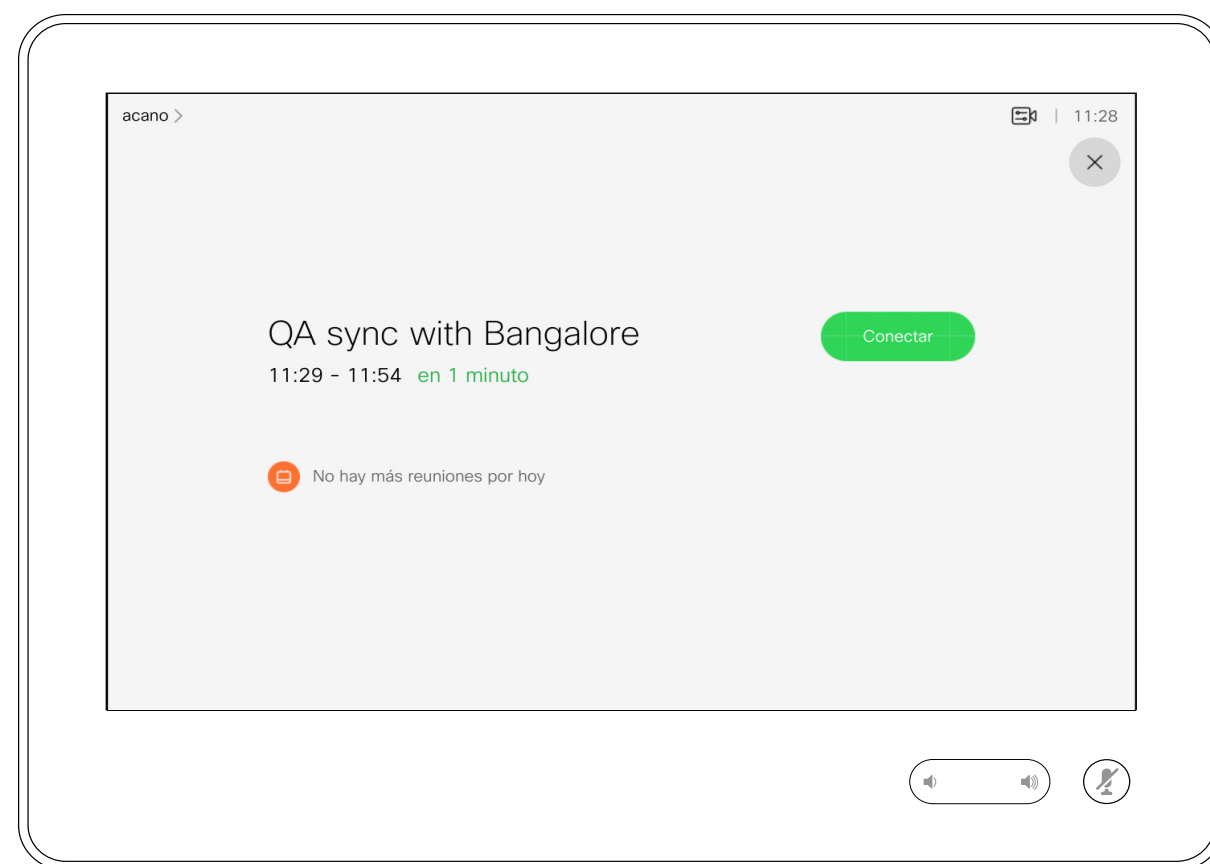 acano
11:28
QA sync with Bangalore
Conectar
11:29 - 11:54 en 1 minuto
No hay más reuniones por hoy